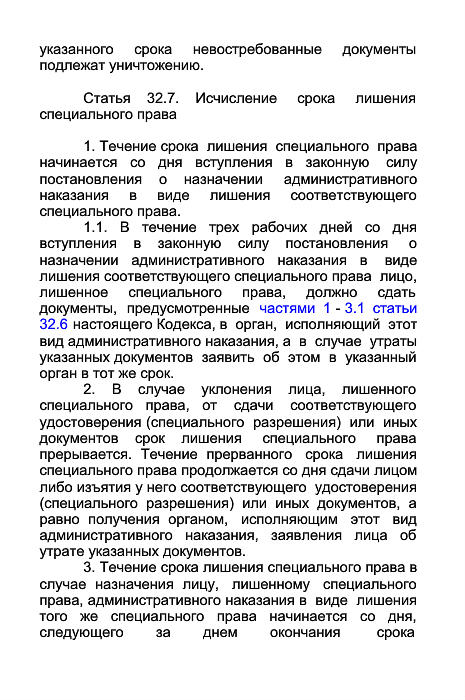 указанного срока невостребованные документы
подлежат уничтожению.
Статья 32.7. Исчисление срока лишения
специального права
1. Течение срока лишения специального права
начинается со дня вступления в законную силу
постановления о назначении административного
наказания в виде лишения соответствующего
специального права.
1.1. В течение трех рабочих дней со дня
вступления в законную силу постановления о
назначении административного наказания в виде
лишения соответствующего специального права лицо,
лишенное специального права, должно сдать
документы, предусмотренные частями 1 - 3.1 статьи
32.6 настоящего Кодекса, в орган, исполняющий этот
вид административного наказания, а в случае утраты
указанных документов заявить об этом в указанный
орган в тот же срок.
2. В случае уклонения лица, лишенного
специального права, от сдачи соответствующего
удостоверения (специального разрешения) или иных
документов срок лишения специального права
прерывается. Течение прерванного срока лишения
специального права продолжается со дня сдачи лицом
либо изъятия у него соответствующего удостоверения
(специального разрешения) или иных документов, а
равно получения органом, исполняющим этот вид
административного наказания, заявления лица об
утрате указанных документов.
3. Течение срока лишения специального права в
случае назначения лицу, лишенному специального
права, административного наказания в виде лишения
того же специального права начинается со дня,
следующего за днем окончания срока